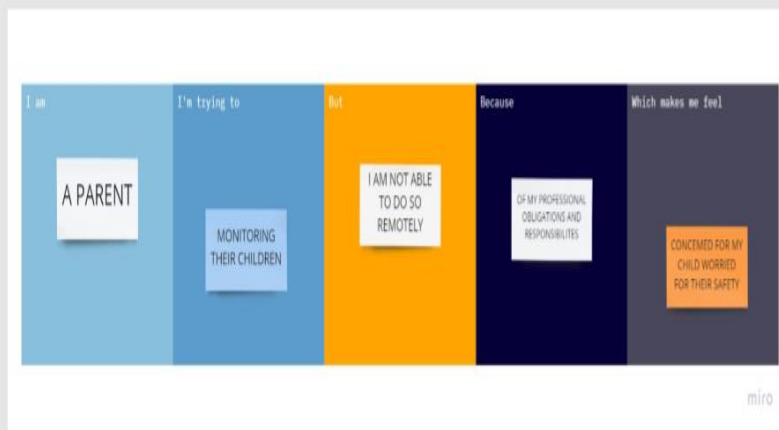 I am
A PARENT
I'm trying to
MONITORING
THEIR CHILDREN
But
I AM NOT ABLE
TO DO SO
REMOTELY
Because
OF MY PROFESSIONAL
OBLIGATIONS AND
RESPONSIBILITES
Which makes me feel
CONCEMED FOR MY
CHILD WORRIED
FOR THEIR SAFETY
miro